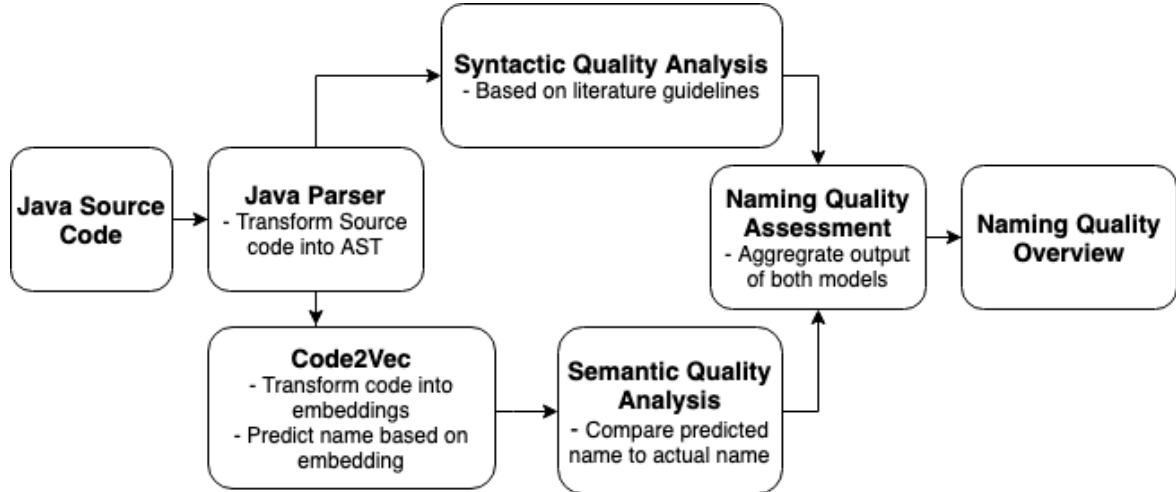 Syntactic Quality Analysis
- Based on literature guidelines
Java Source
Code
Java Parser
- Transform Source
code into AST
Naming Quality
Assessment
- Aggregrate output
of both models
Naming Quality
Overview
Code2Vec
- Transform code into
embeddings
- Predict name based on
embedding
Semantic Quality
Analysis
- Compare predicted
name to actual name